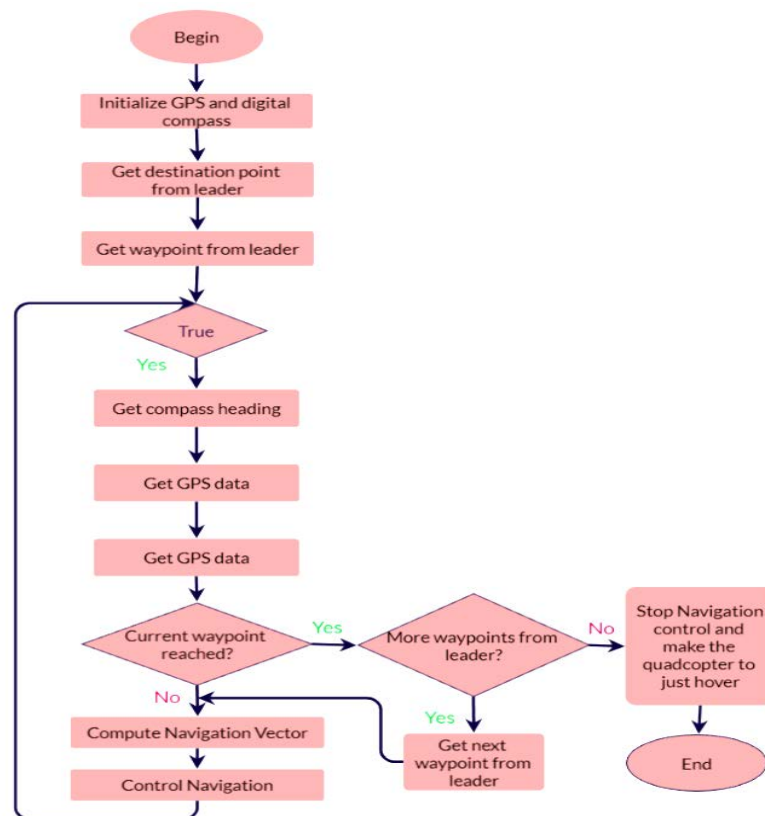 Begin
Initialize GPS and digital
compass
Get destination point
from leader
Get waypoint from leader
True
Yes
Get compass heading
Get GPS data
Get GPS data
Current waypoint
reached?
Yes
More waypoints from
leader?
No
Stop Navigation
control and
make the
quadcopter to
just hover
No
Yes
Compute Navigation Vector
Get next
waypoint from
leader
Control Navigation
End